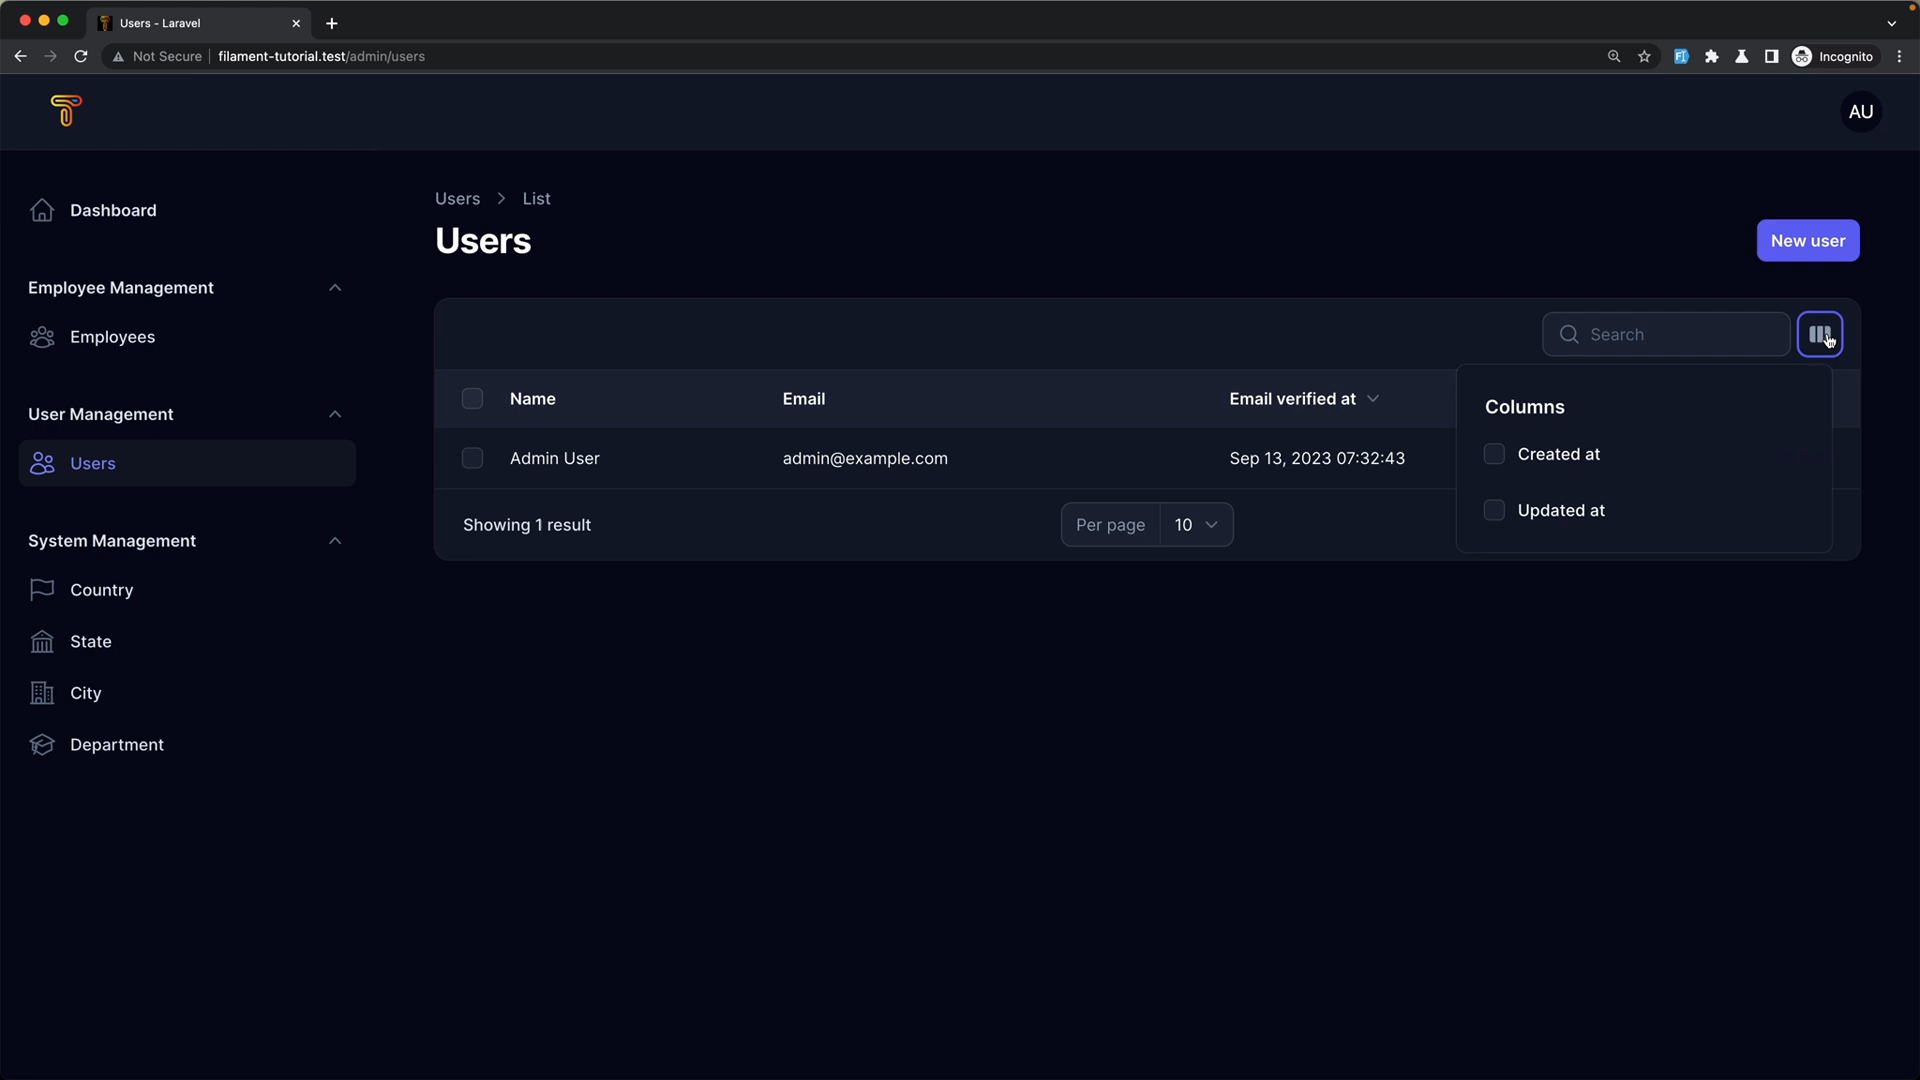 Users - Laravel
Not Secure filament-tutorial.test/admin/users
Incognito
AU
Dashboard
Employee Management
Employees
User Management
Users
System Management
Country
State
City
Department
Users > List
Users
New user
Search
Name Email Email verified at
Admin User admin@example.com Sep 13, 2023 07:32:43
Showing 1 result
Per page 10
Columns
Created at
Updated at